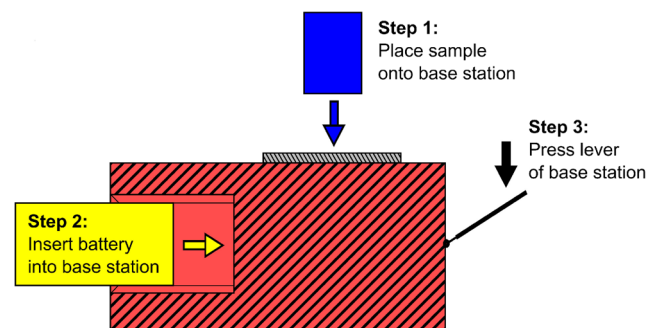 Step 1:
Place sample
onto base station
Step 2:
Insert battery
into base station
Step 3:
Press lever
of base station